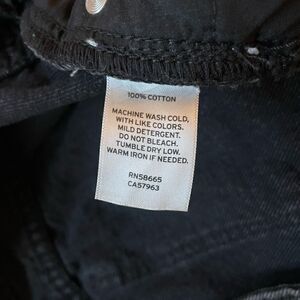 100% COTTON
MACHINE WASH COLD,
WITH LIKE COLORS.
MILD DETERGENT.
DO NOT BLEACH.
TUMBLE DRY LOW.
WARM IRON IF NEEDED.
RN58665
CA57963